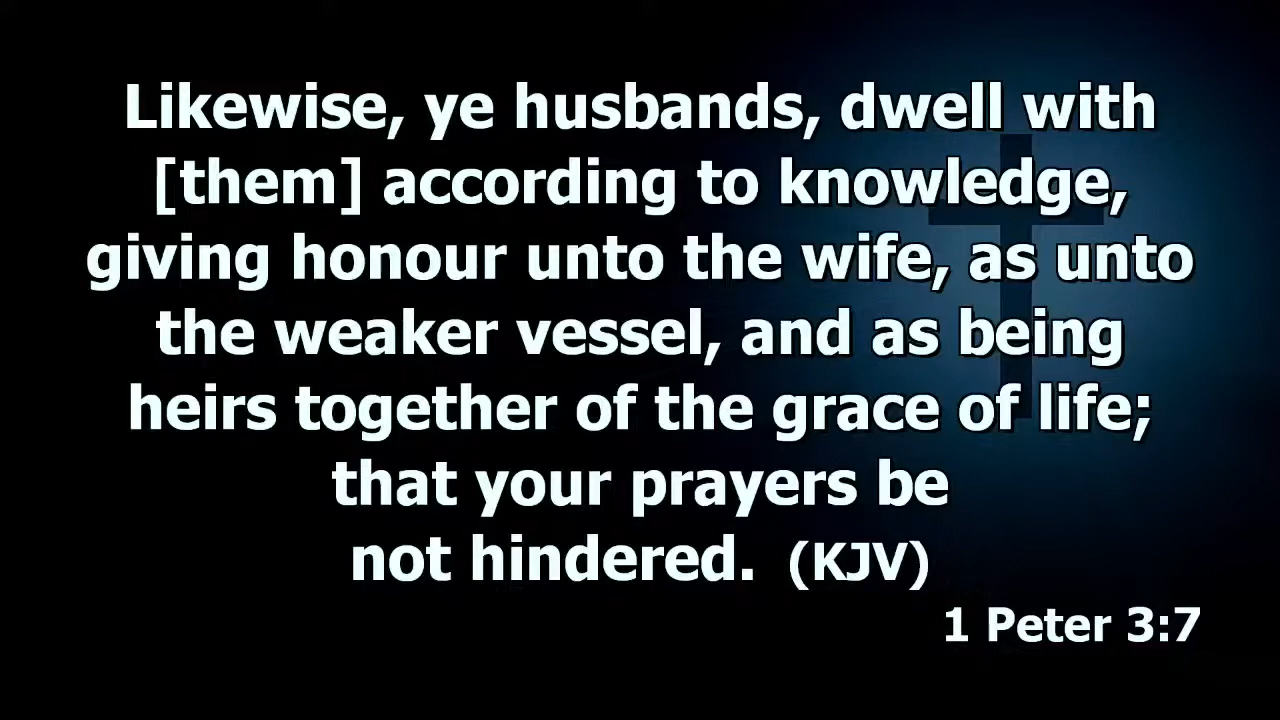 Likewise, ye husbands, dwell with
[them] according to knowledge,
giving honour unto the wife, as unto
the weaker vessel, and as being
heirs together of the grace of life;
that your prayers be
not hindered. (KJV)
1 Peter 3:7